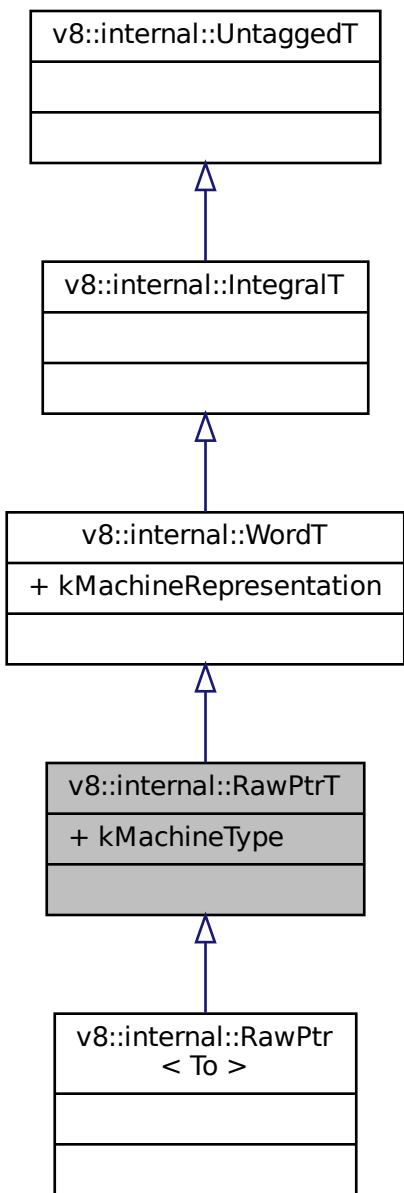 v8::internal::UntaggedT
v8::internal::IntegralT
v8::internal::WordT
+ kMachineRepresentation
v8::internal::RawPtrT
+ kMachineType
v8::internal::RawPtr
< To >